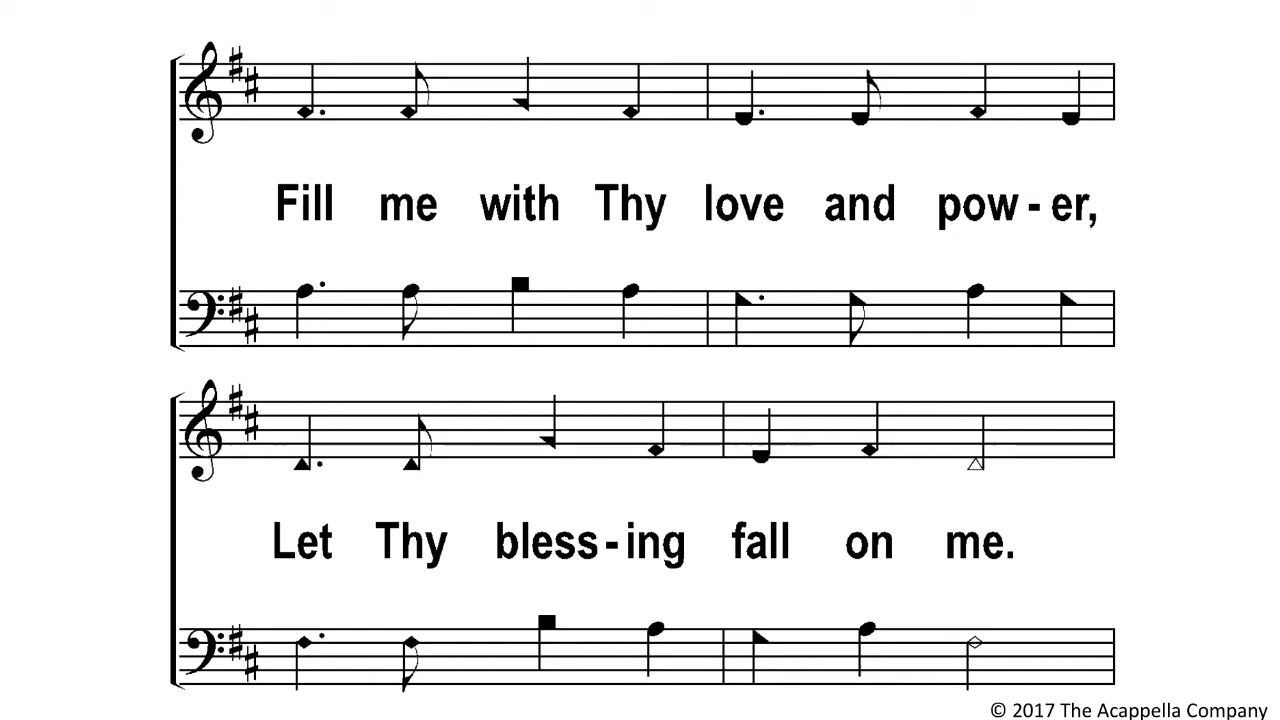 Fill me with Thy love and pow - er,
Let Thy bless - ing fall on me.
© 2017 The Acappella Company